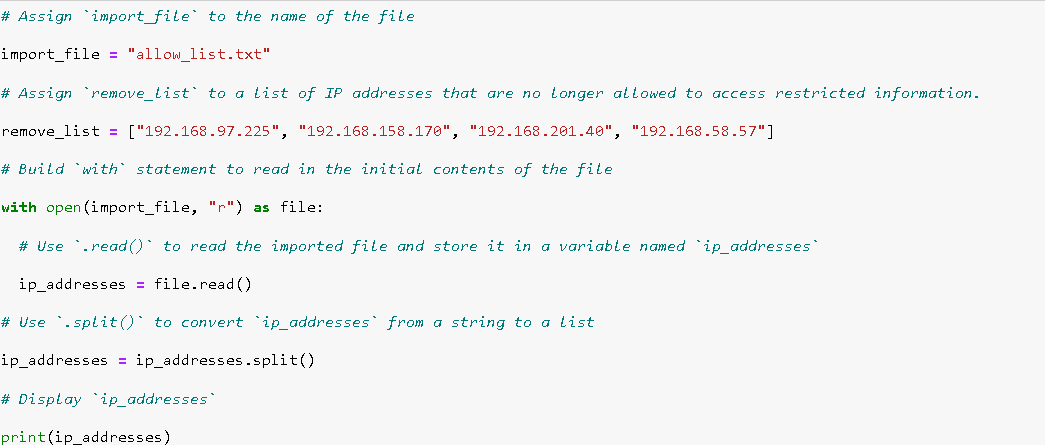 # Assign `import_file` to the name of the file
import_file = "allow_list.txt"
# Assign `remove_list` to a list of IP addresses that are no longer allowed to access restricted information.
remove_list = ["192.168.97.225", "192.168.158.170", "192.168.201.40", "192.168.58.57"]
# Build `with` statement to read in the initial contents of the file
with open(import_file, "r") as file:
  # Use `.read()` to read the imported file and store it in a variable named `ip_addresses`
  ip_addresses = file.read()
# Use `.split()` to convert `ip_addresses` from a string to a list
ip_addresses = ip_addresses.split()
# Display `ip_addresses`
print(ip_addresses)